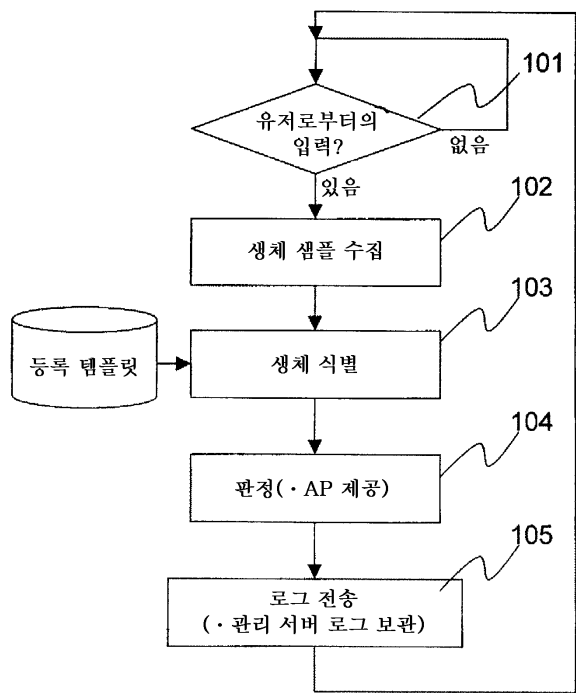 101
유저로부터의
입력?
없음
있음
102
생체 샘플 수집
103
등록 템플릿
생체 식별
104
판정(·AP 제공)
105
로그 전송
(·관리 서버 로그 보관)